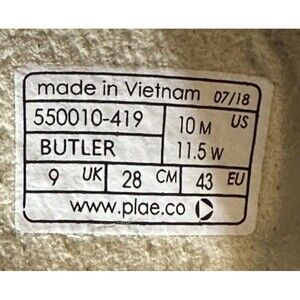 made in Vietnam 07/18
550010-419 10 M US
BUTLER 11.5 W
9 UK 28 CM 43 EU
www.plae.co